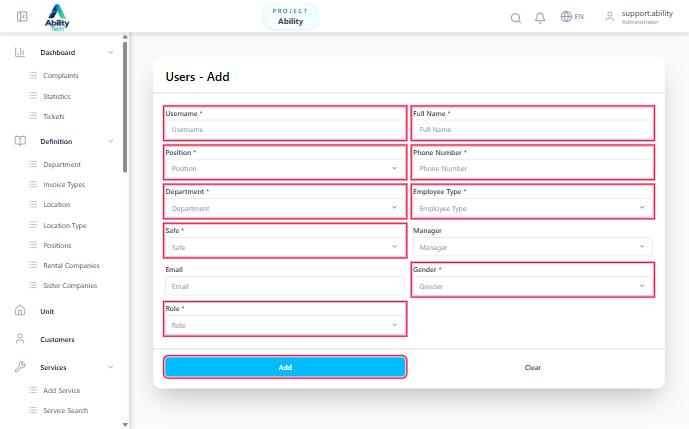 Ability
Tech
PROJECT
Ability
EN
support.ability
Administrator
Dashboard
Complaints
Statistics
Tickets
Definition
Department
Invoice Types
Location
Location Type
Positions
Rental Companies
Sister Companies
Unit
Customers
Services
Add Service
Service Search
Users - Add
Username *
Username
Full Name *
Full Name
Position *
Position
Phone Number *
Phone Number
Department *
Department
Employee Type *
Employee Type
Safe *
Safe
Manager
Manager
Email
Email
Gender *
Gender
Role *
Role
Add
Clear